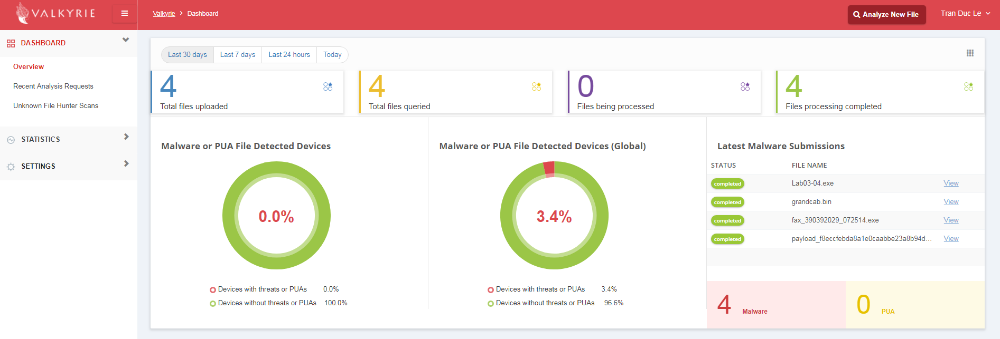 VALKYRIE
Valkyrie > Dashboard
Analyze New File
Tran Duc Le
DASHBOARD
Overview
Recent Analysis Requests
Unknown File Hunter Scans
STATISTICS
SETTINGS
Last 30 days Last 7 days Last 24 hours Today
4
Total files uploaded
4
Total files queried
0
Files being processed
4
Files processing completed
Malware or PUA File Detected Devices
0.0%
Devices with threats or PUAs 0.0%
Devices without threats or PUAs 100.0%
Malware or PUA File Detected Devices (Global)
3.4%
Devices with threats or PUAs 3.4%
Devices without threats or PUAs 96.6%
Latest Malware Submissions
STATUS FILE NAME
completed Lab03-04.exe View
completed grandcab.bin View
completed fax_390392029_072514.exe View
completed payload_f8eccfebda8a1e0caabbe23a8b94d... View
4 Malware
0 PUA